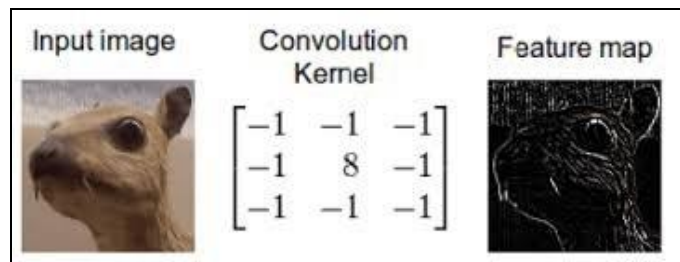 Input image
Convolution
Kernel
Feature map
−1 −1 −1
−1 8 −1
−1 −1 −1